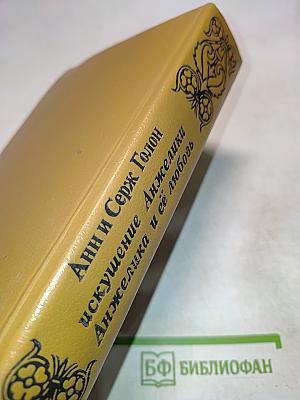 Анн и Серж Голон
искушение Анжелики
Анжелика и её любовь
БФ БИБЛИОФАН